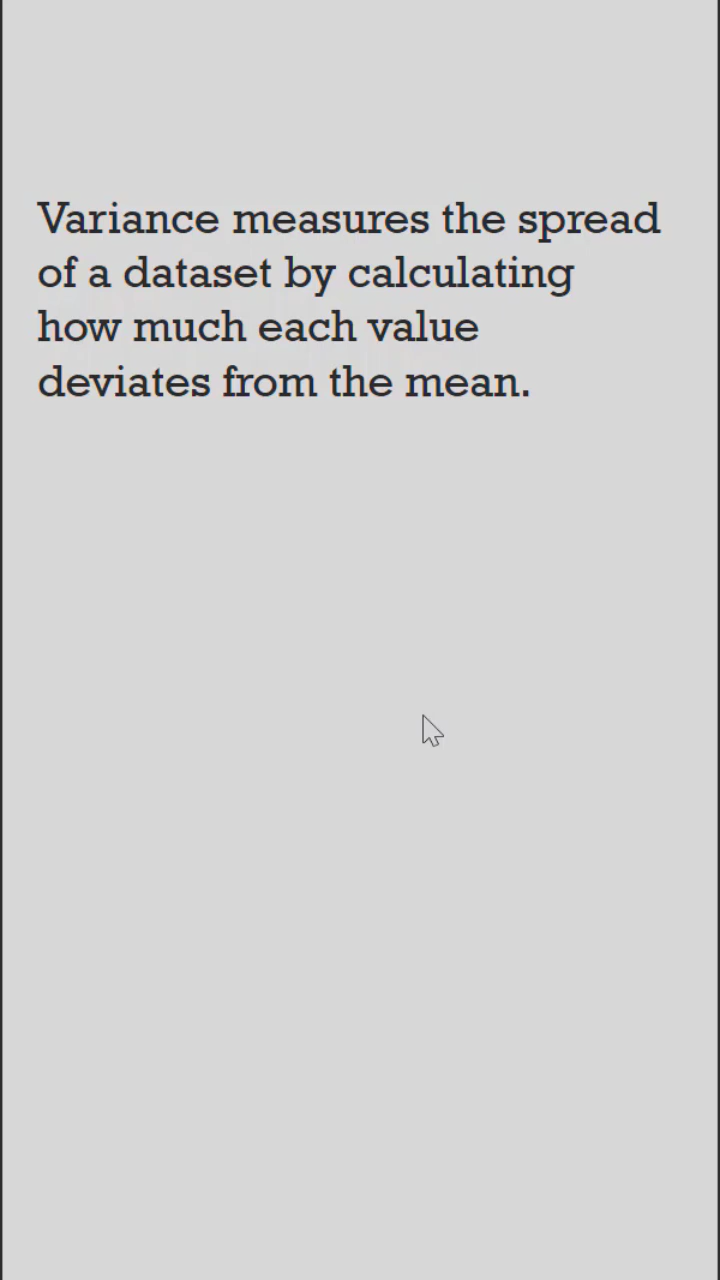 Variance measures the spread
of a dataset by calculating
how much each value
deviates from the mean.